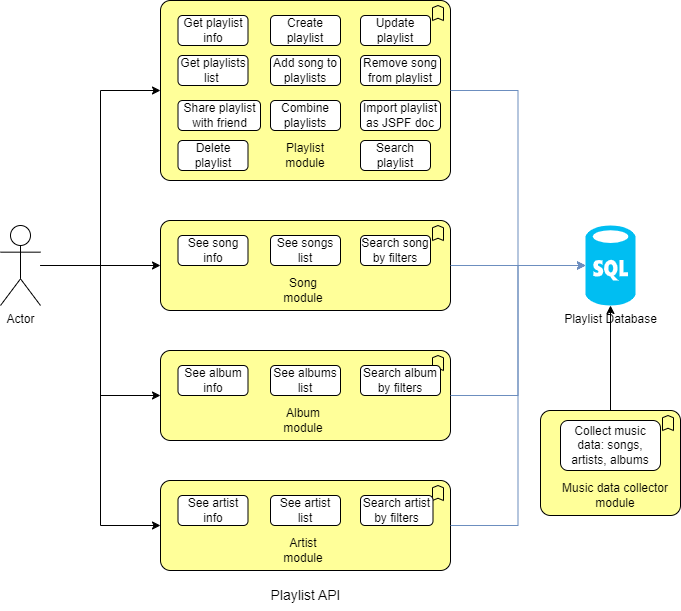 Get playlist
info
Create
playlist
Update
playlist
Get playlists
list
Add song to
playlists
Remove song
from playlist
Share playlist
with friend
Combine
playlists
Import playlist
as JSPF doc
Delete
playlist
Playlist
module
Search
playlist
See song
info
See songs
list
Search song
by filters
Song
module
Actor
SQL
Playlist Database
See album
info
See albums
list
Search album
by filters
Album
module
Collect music
data: songs,
artists, albums
Music data collector
module
See artist
info
See artist
list
Search artist
by filters
Artist
module
Playlist API